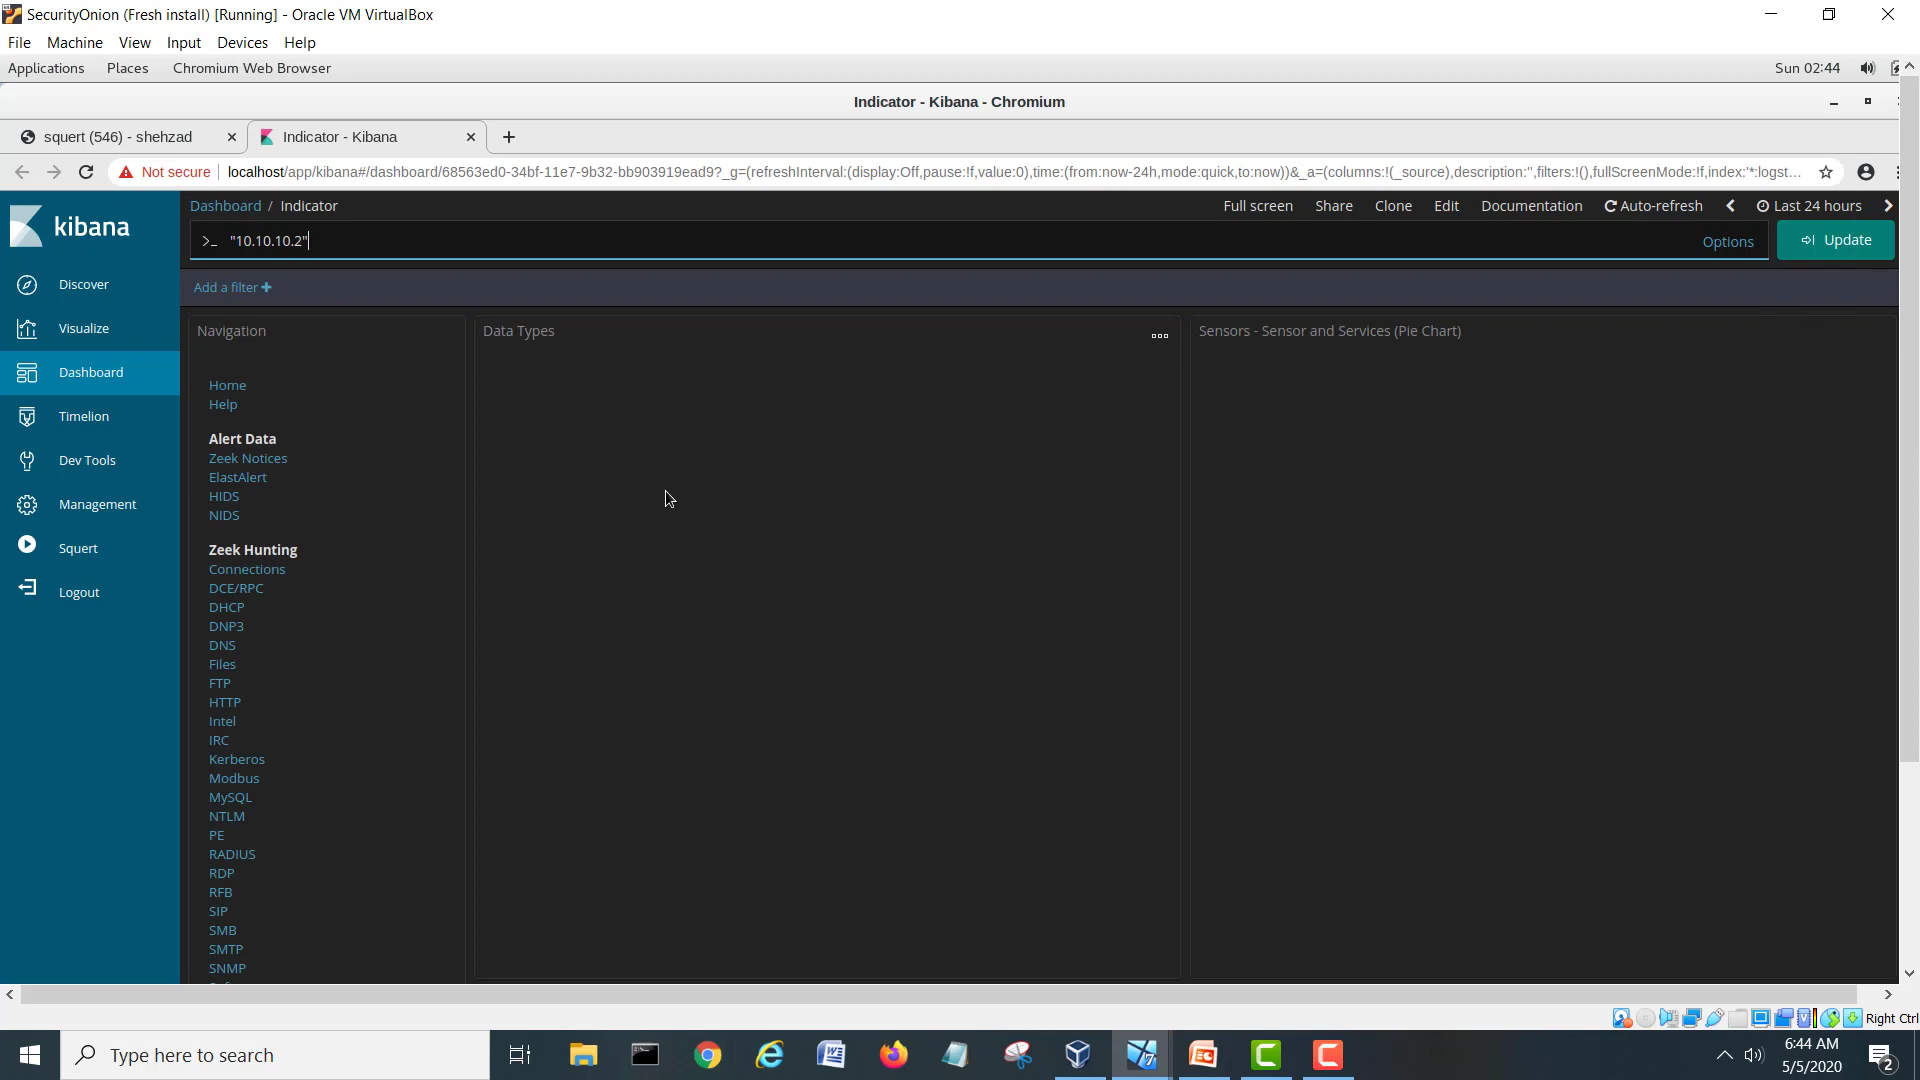 SecurityOnion (Fresh install) [Running] - Oracle VM VirtualBox
File Machine View Input Devices Help
Applications Places Chromium Web Browser Sun 02:44
Indicator - Kibana - Chromium
squert (546) - shehzad Indicator - Kibana
Not secure localhost/app/kibana#/dashboard/68563ed0-34bf-11e7-9b32-bb903919ead9?_g=(refreshInterval:(display:Off,pause:!f,value:0),time:(from:now-24h,mode:quick,to:now))&_a=(columns:!(_source),description:'',filters:!(),fullScreenMode:!f,index:'*:logst...
kibana
Dashboard / Indicator Full screen Share Clone Edit Documentation Auto-refresh Last 24 hours
>_ "10.10.10.2" Options Update
Add a filter +
Discover
Visualize
Dashboard
Timelion
Dev Tools
Management
Squert
Logout
Navigation
Home
Help
Alert Data
Zeek Notices
ElastAlert
HIDS
NIDS
Zeek Hunting
Connections
DCE/RPC
DHCP
DNP3
DNS
Files
FTP
HTTP
Intel
IRC
Kerberos
Modbus
MySQL
NTLM
PE
RADIUS
RDP
RFB
SIP
SMB
SMTP
SNMP
Data Types
Sensors - Sensor and Services (Pie Chart)
Right Ctrl
Type here to search
6:44 AM
5/5/2020
2